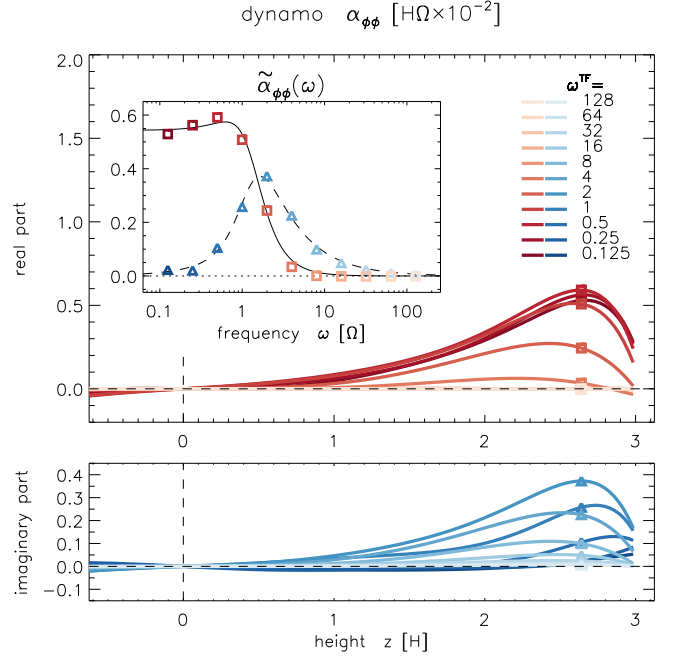 dynamo α_ϕϕ [HΩ×10⁻²]
real part
2.0
1.5
1.0
0.5
0.0
α̃_ϕϕ(ω)
0.6
0.4
0.2
0.0
0.1 1 10 100
frequency ω [Ω]
ω^TF=
128
64
32
16
8
4
2
1
0.5
0.25
0.125
0 1 2 3
imaginary part
0.4
0.3
0.2
0.1
0.0
−0.1
0 1 2 3
height z [H]